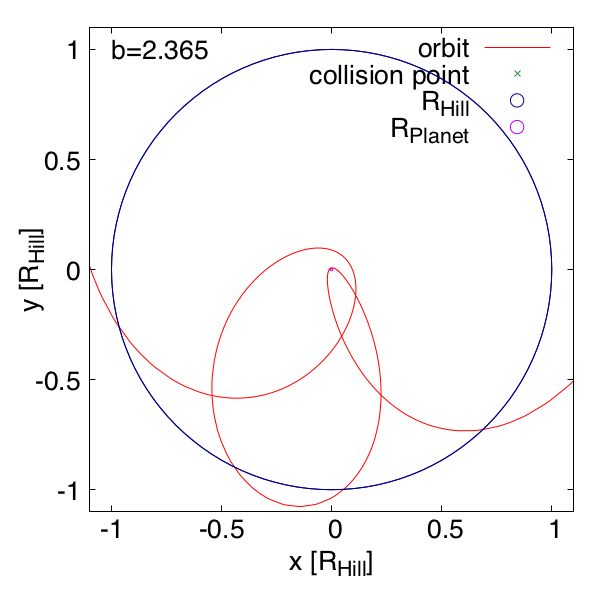 b=2.365
orbit
collision point
R_Hill
R_Planet
1
0.5
0
-0.5
-1
y [R_Hill]
-1 -0.5 0 0.5 1
x [R_Hill]